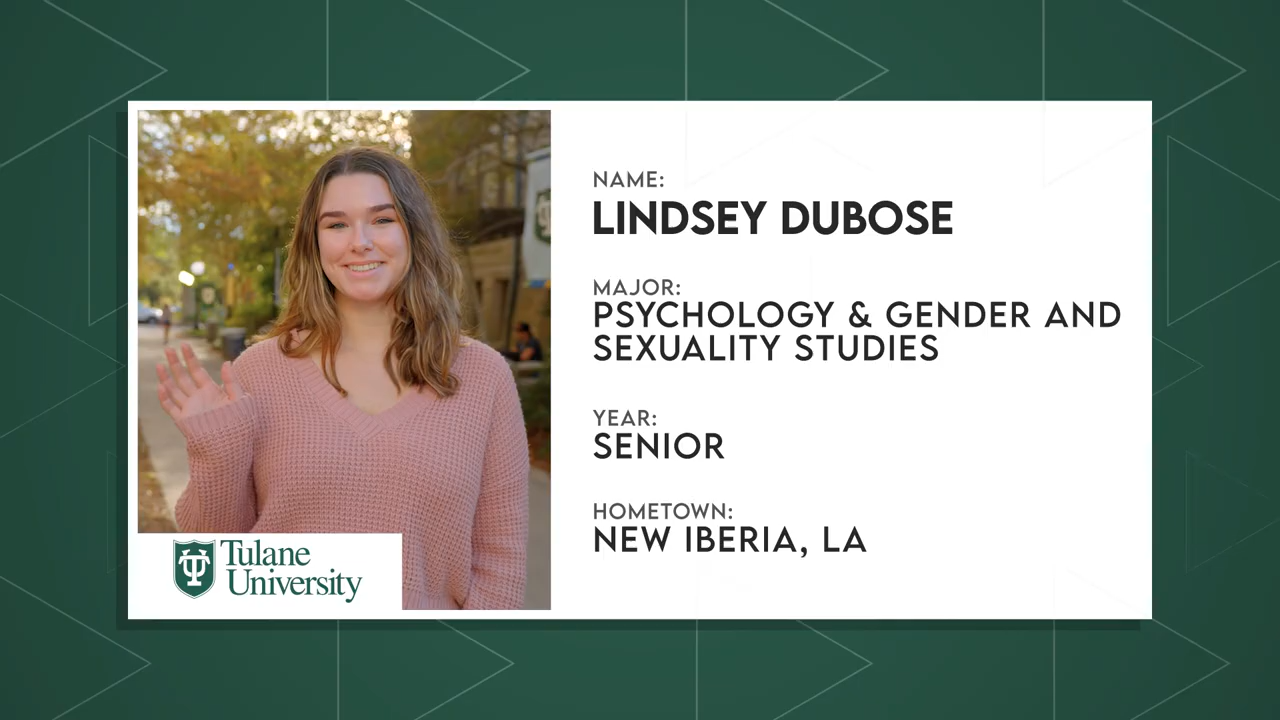 NAME:
LINDSEY DUBOSE
MAJOR:
PSYCHOLOGY & GENDER AND
SEXUALITY STUDIES
YEAR:
SENIOR
HOMETOWN:
NEW IBERIA, LA
Tulane
University